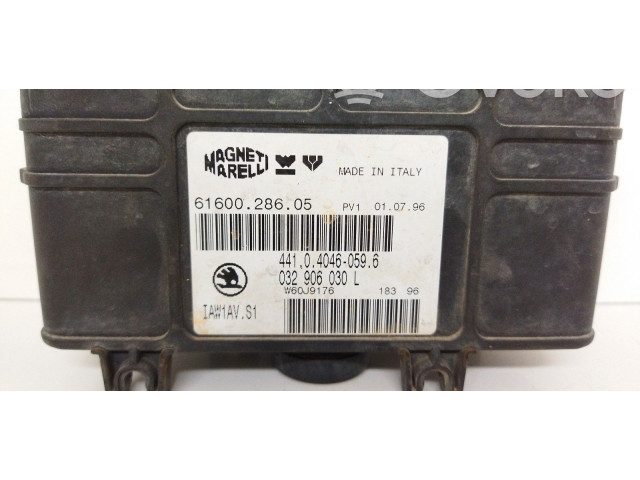 MAGNETI MARELLI
MADE IN ITALY
61600.286.05 PV1 01.07.96
441.0.4046-059.6
032 906 030 L
W60J9176 183 96
IAW1AV.S1